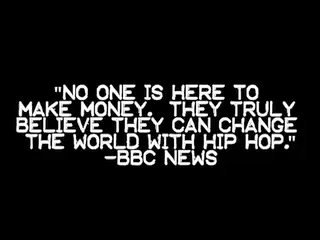 "NO ONE IS HERE TO
MAKE MONEY. THEY TRULY
BELIEVE THEY CAN CHANGE
THE WORLD WITH HIP HOP."
-BBC NEWS